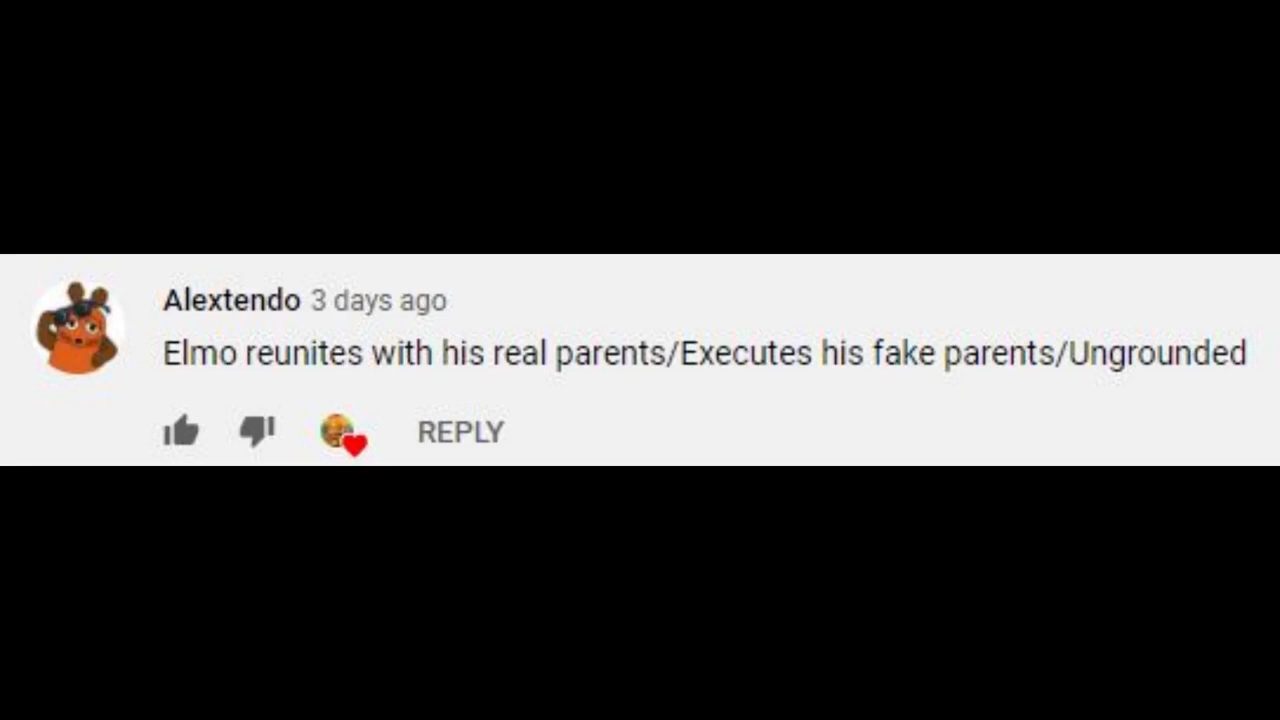 Alextendo 3 days ago
Elmo reunites with his real parents/Executes his fake parents/Ungrounded
REPLY